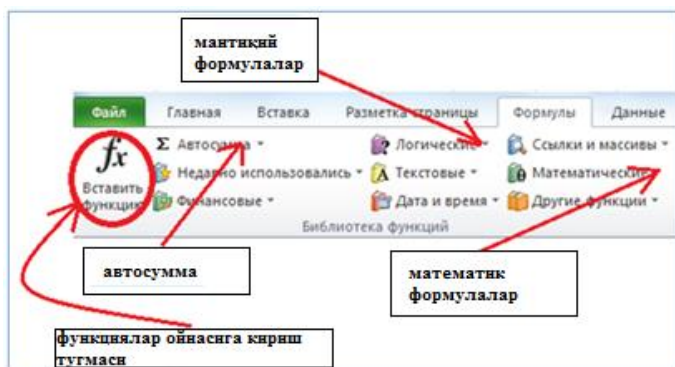 мантиқий
формулалар
Файл Главная Вставка Разметка страницы Формулы Данные
fx Вставить функцию
Σ Автосумма Логические Ссылки и массивы
Недавно использовались Текстовые Математические
Финансовые Дата и время Другие функции
Библиотека функций
автосумма
математик
формулалар
функциялар ойнасига кириш
тугмаси